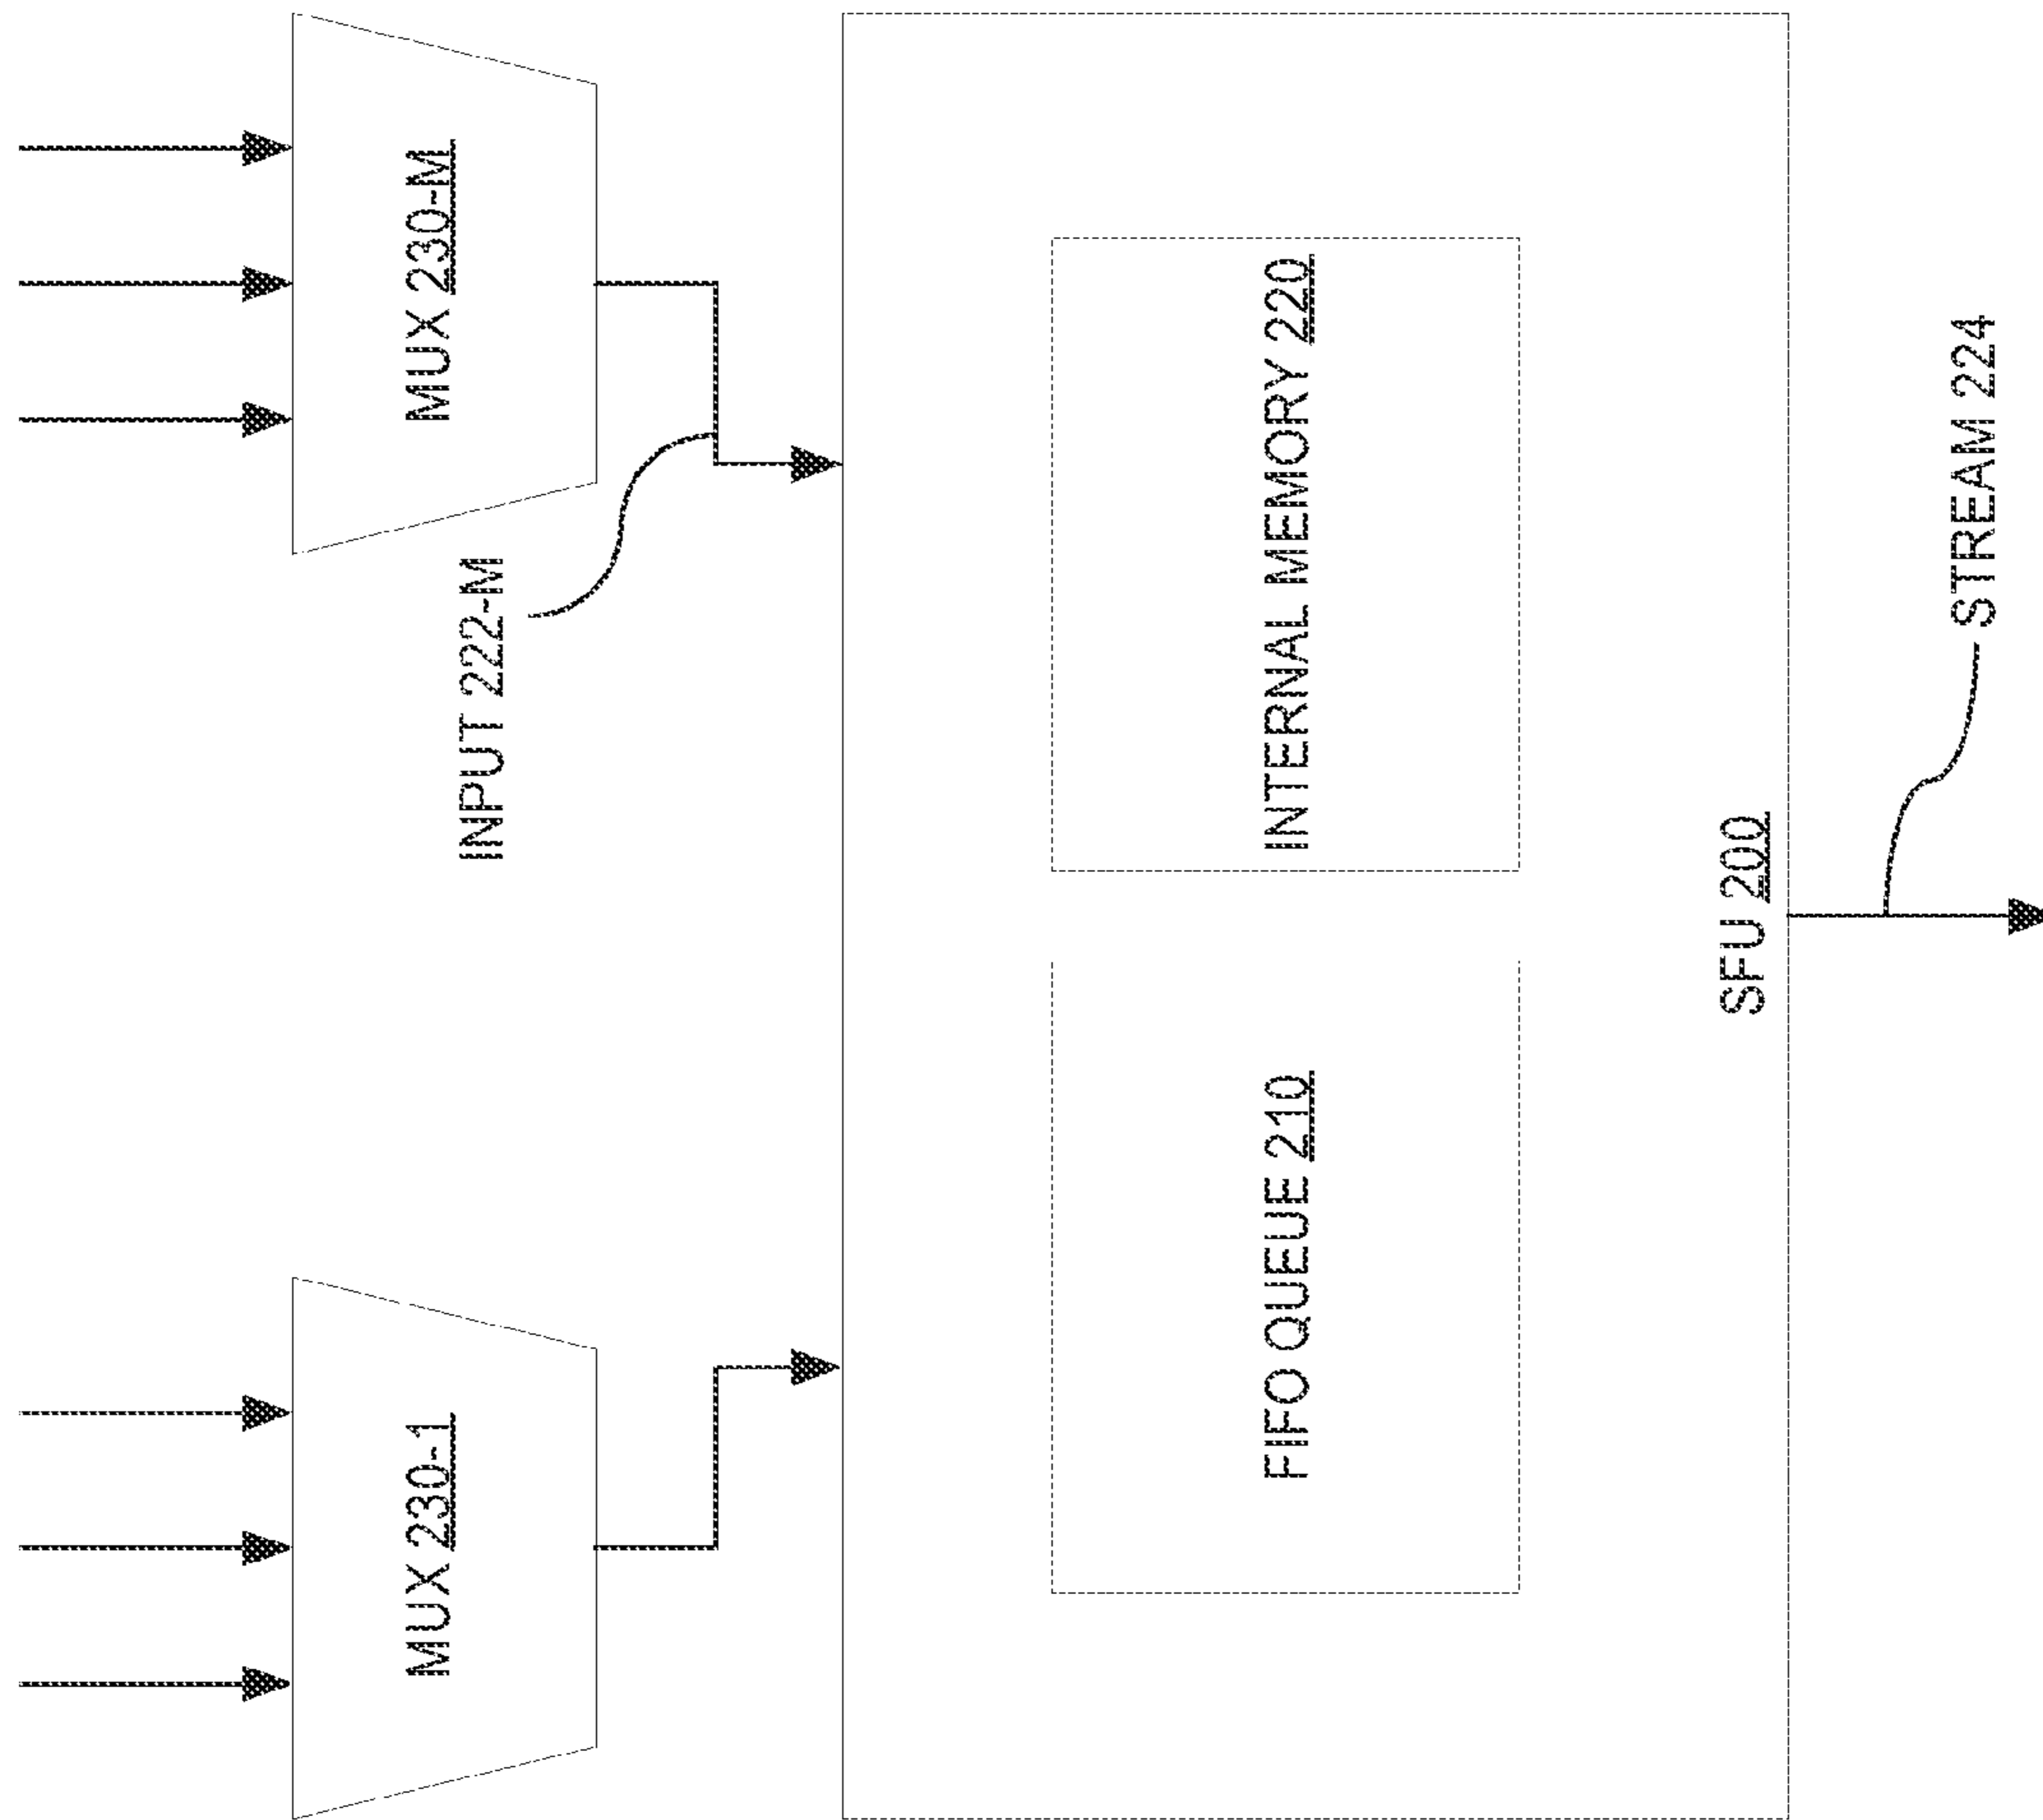 MUX 230-1
MUX 230-M
INPUT 222-M
FIFO QUEUE 210
INTERNAL MEMORY 220
SFU 200
STREAM 224